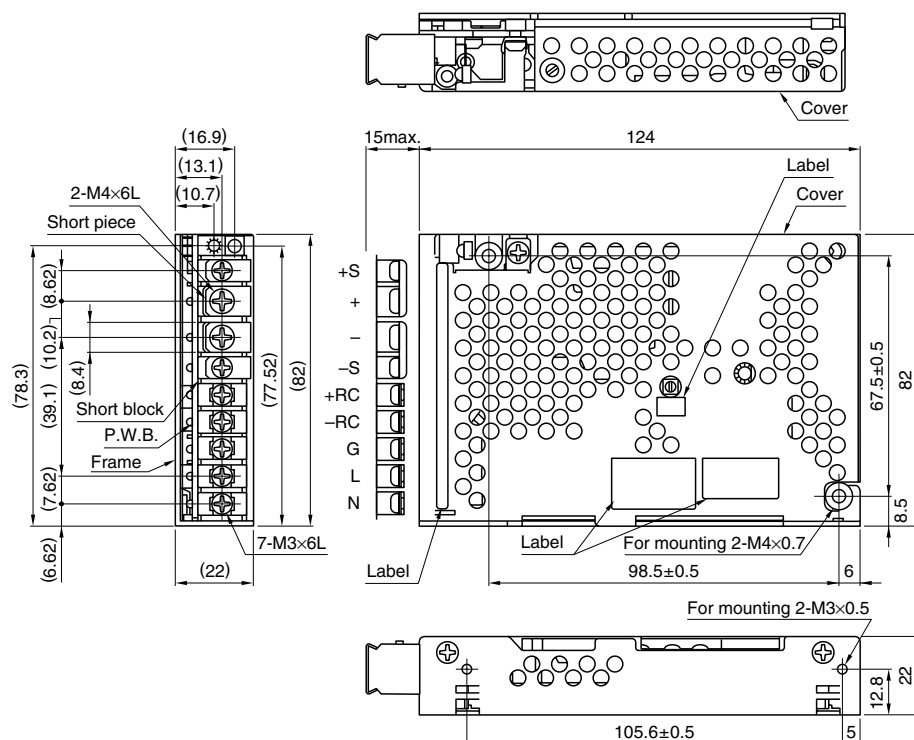 Cover
(16.9)
(13.1)
(10.7)
15max.
124
2-M4×6L
Short piece
Label
Cover
+S
+
–
–S
+RC
–RC
G
L
N
(8.62)
(10.2)
(8.4)
(78.3)
(39.1)
(7.62)
(6.62)
(77.52)
(82)
Short block
P.W.B.
Frame
7-M3×6L
(22)
67.5±0.5
82
8.5
Label
Label
For mounting 2-M4×0.7
98.5±0.5
6
For mounting 2-M3×0.5
12.8
22
105.6±0.5
5